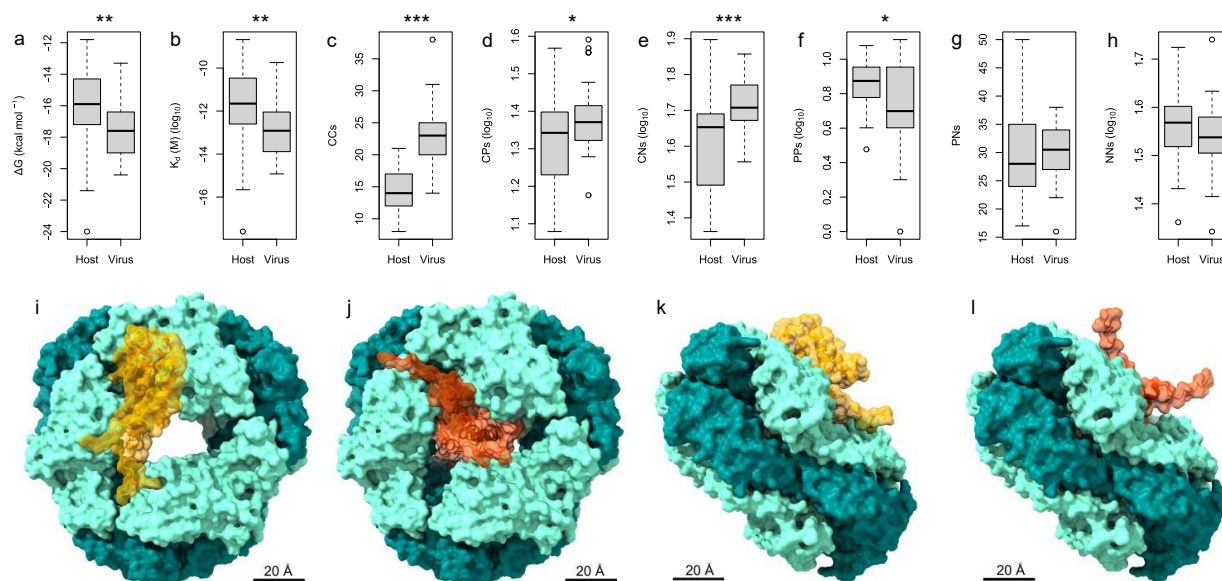 ** ** *** * *** *
a b c d e f g h
ΔG (kcal mol −1)
-12
-14
-16
-18
-20
-22
-24
Host Virus
Kd (M) (log10)
-10
-12
-14
-16
Host Virus
CCs
35
30
25
20
15
10
Host Virus
CPs (log10)
1.6
1.5
1.4
1.3
1.2
1.1
Host Virus
CNs (log10)
1.9
1.8
1.7
1.6
1.5
1.4
Host Virus
PPs (log10)
1.0
0.8
0.6
0.4
0.2
0.0
Host Virus
PNs
50
45
40
35
30
25
20
15
Host Virus
NNs (log10)
1.7
1.6
1.5
1.4
Host Virus
i j k l
20 Å 20 Å 20 Å 20 Å